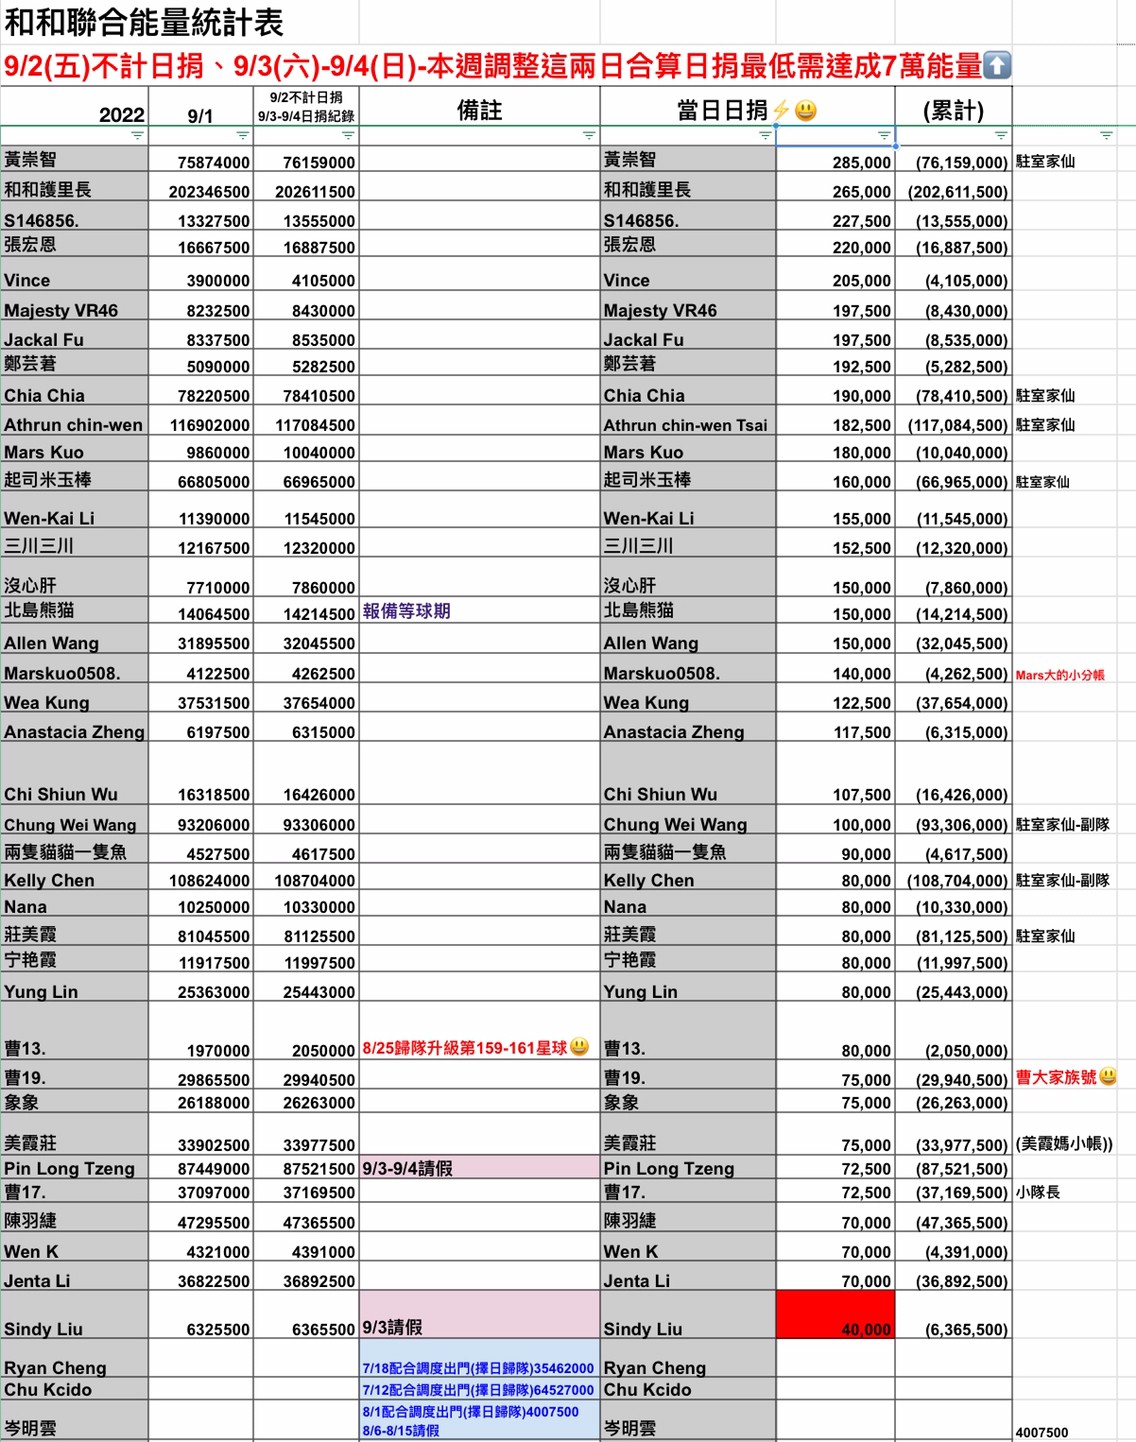 和和聯合能量統計表
9/2(五)不計日捐、9/3(六)-9/4(日)-本週調整這兩日合算日捐最低需達成7萬能量⬆️
2022 9/1 9/2不計日捐 備註 當日日捐⚡😃 (累計)
9/3-9/4日捐紀錄
黃崇智 75874000 76159000 黃崇智 285,000 (76,159,000) 駐室家仙
和和護里長 202346500 202611500 和和護里長 265,000 (202,611,500)
S146856. 13327500 13555000 S146856. 227,500 (13,555,000)
張宏恩 16667500 16887500 張宏恩 220,000 (16,887,500)
Vince 3900000 4105000 Vince 205,000 (4,105,000)
Majesty VR46 8232500 8430000 Majesty VR46 197,500 (8,430,000)
Jackal Fu 8337500 8535000 Jackal Fu 197,500 (8,535,000)
鄭芸著 5090000 5282500 鄭芸著 192,500 (5,282,500)
Chia Chia 78220500 78410500 Chia Chia 190,000 (78,410,500) 駐室家仙
Athrun chin-wen 116902000 117084500 Athrun chin-wen Tsai 182,500 (117,084,500) 駐室家仙
Mars Kuo 9860000 10040000 Mars Kuo 180,000 (10,040,000)
起司米玉棒 66805000 66965000 起司米玉棒 160,000 (66,965,000) 駐室家仙
Wen-Kai Li 11390000 11545000 Wen-Kai Li 155,000 (11,545,000)
三川三川 12167500 12320000 三川三川 152,500 (12,320,000)
沒心肝 7710000 7860000 沒心肝 150,000 (7,860,000)
北島熊猫 14064500 14214500 報備等球期 北島熊猫 150,000 (14,214,500)
Allen Wang 31895500 32045500 Allen Wang 150,000 (32,045,500)
Marskuo0508. 4122500 4262500 Marskuo0508. 140,000 (4,262,500) Mars大的小分帳
Wea Kung 37531500 37654000 Wea Kung 122,500 (37,654,000)
Anastacia Zheng 6197500 6315000 Anastacia Zheng 117,500 (6,315,000)
Chi Shiun Wu 16318500 16426000 Chi Shiun Wu 107,500 (16,426,000)
Chung Wei Wang 93206000 93306000 Chung Wei Wang 100,000 (93,306,000) 駐室家仙-副隊
兩隻貓貓一隻魚 4527500 4617500 兩隻貓貓一隻魚 90,000 (4,617,500)
Kelly Chen 108624000 108704000 Kelly Chen 80,000 (108,704,000) 駐室家仙-副隊
Nana 10250000 10330000 Nana 80,000 (10,330,000)
莊美霞 81045500 81125500 莊美霞 80,000 (81,125,500) 駐室家仙
宁艳霞 11917500 11997500 宁艳霞 80,000 (11,997,500)
Yung Lin 25363000 25443000 Yung Lin 80,000 (25,443,000)
曹13. 1970000 2050000 8/25歸隊升級第159-161星球😃 曹13. 80,000 (2,050,000)
曹19. 29865500 29940500 曹19. 75,000 (29,940,500) 曹大家族號😃
象象 26188000 26263000 象象 75,000 (26,263,000)
美霞莊 33902500 33977500 美霞莊 75,000 (33,977,500) (美霞媽小帳))
Pin Long Tzeng 87449000 87521500 9/3-9/4請假 Pin Long Tzeng 72,500 (87,521,500)
曹17. 37097000 37169500 曹17. 72,500 (37,169,500) 小隊長
陳羽緁 47295500 47365500 陳羽緁 70,000 (47,365,500)
Wen K 4321000 4391000 Wen K 70,000 (4,391,000)
Jenta Li 36822500 36892500 Jenta Li 70,000 (36,892,500)
Sindy Liu 6325500 6365500 9/3請假 Sindy Liu 40,000 (6,365,500)
Ryan Cheng 7/18配合調度出門(擇日歸隊)35462000 Ryan Cheng
Chu Kcido 7/12配合調度出門(擇日歸隊)64527000 Chu Kcido
8/1配合調度出門(擇日歸隊)4007500
岑明雲 8/6-8/15請假 岑明雲 4007500